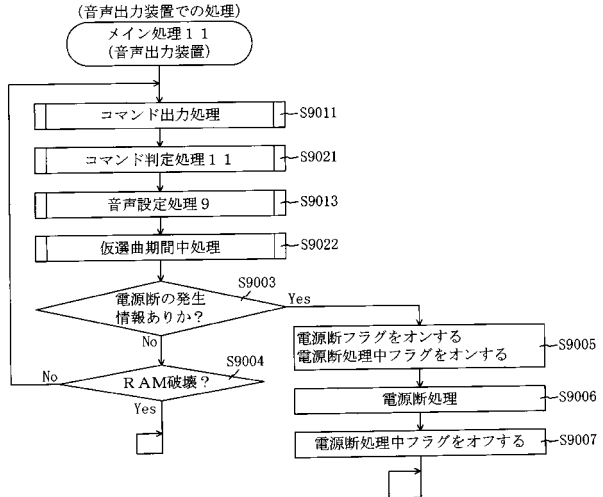 (音声出力装置での処理)
メイン処理11
(音声出力装置)
コマンド出力処理
S9011
コマンド判定処理11
S9021
音声設定処理9
S9013
仮選曲期間中処理
S9022
S9003
電源断の発生
情報ありか?
Yes
No
S9004
RAM破壊?
No
Yes
電源断フラグをオンする
電源断処理中フラグをオンする
S9005
電源断処理
S9006
電源断処理中フラグをオフする
S9007